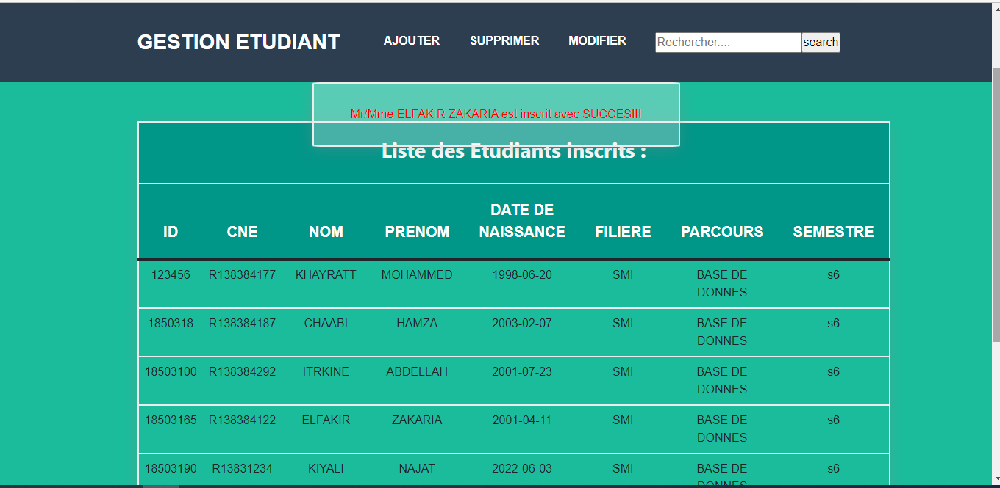 GESTION ETUDIANT AJOUTER SUPPRIMER MODIFIER Rechercher.... search
Mr/Mme ELFAKIR ZAKARIA est inscrit avec SUCCES!!!
Liste des Etudiants inscrits :
ID CNE NOM PRENOM DATE DE NAISSANCE FILIERE PARCOURS SEMESTRE
123456 R138384177 KHAYRATT MOHAMMED 1998-06-20 SMI BASE DE DONNES s6
1850318 R138384187 CHAABI HAMZA 2003-02-07 SMI BASE DE DONNES s6
18503100 R138384292 ITRKINE ABDELLAH 2001-07-23 SMI BASE DE DONNES s6
18503165 R138384122 ELFAKIR ZAKARIA 2001-04-11 SMI BASE DE DONNES s6
18503190 R13831234 KIYALI NAJAT 2022-06-03 SMI BASE DE DONNES s6